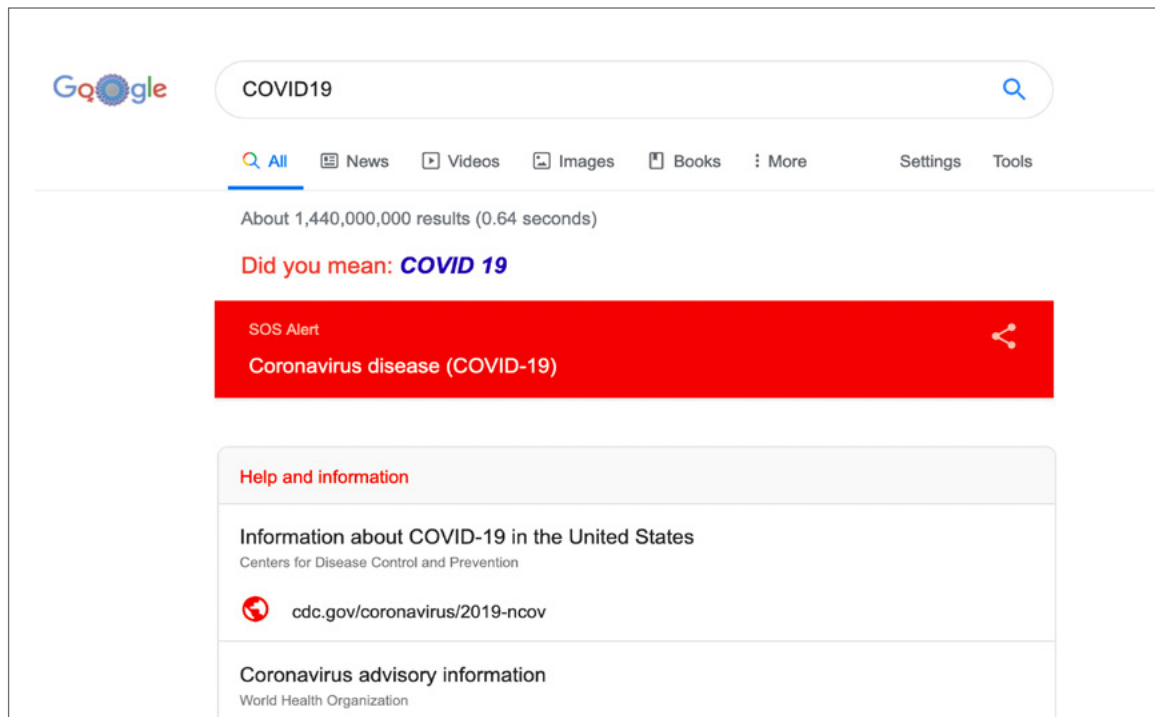 Google
COVID19
All News Videos Images Books More Settings Tools
About 1,440,000,000 results (0.64 seconds)
Did you mean: COVID 19
SOS Alert
Coronavirus disease (COVID-19)
Help and information
Information about COVID-19 in the United States
Centers for Disease Control and Prevention
cdc.gov/coronavirus/2019-ncov
Coronavirus advisory information
World Health Organization